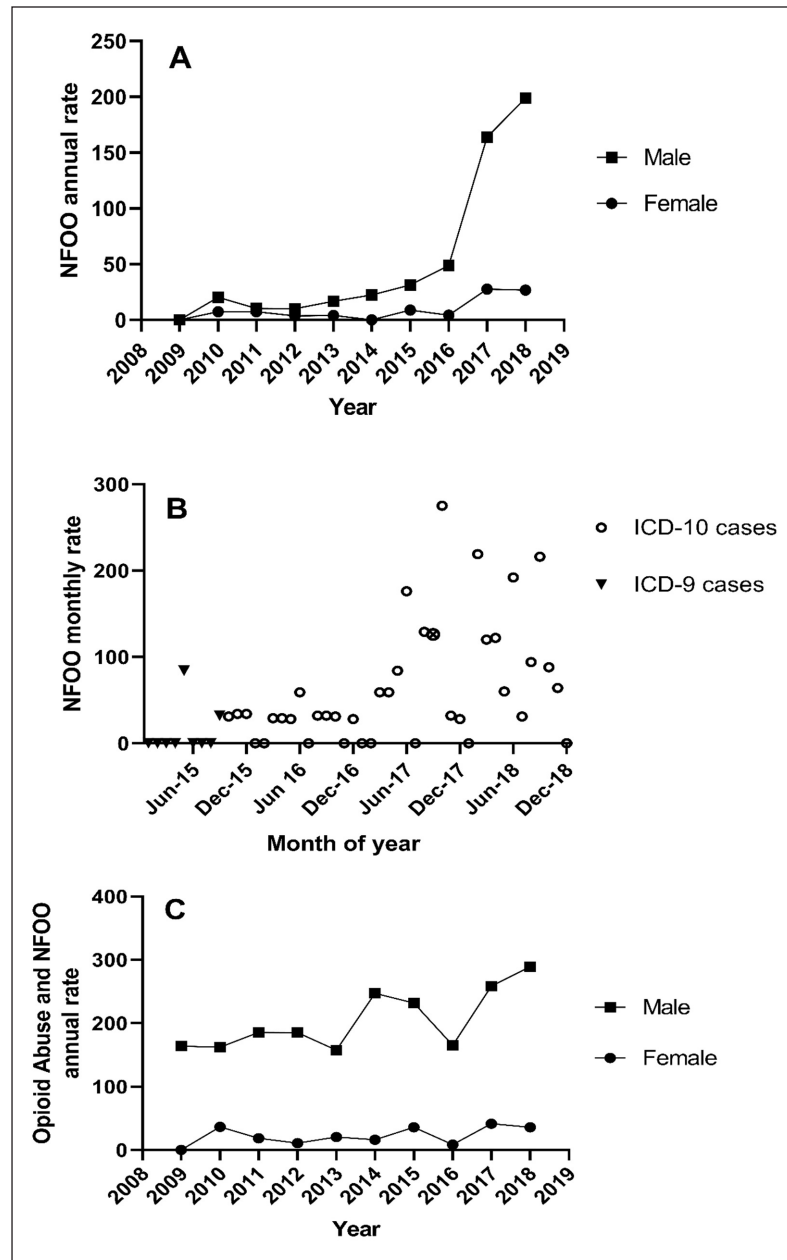 A
NFOO annual rate
250
200
150
100
50
0
2008
2009
2010
2011
2012
2013
2014
2015
2016
2017
2018
2019
Year
Male
Female
B
NFOO monthly rate
300
200
100
0
Jun-15
Dec-15
Jun 16
Dec-16
Jun-17
Dec-17
Jun-18
Dec-18
Month of year
ICD-10 cases
ICD-9 cases
C
Opioid Abuse and NFOO
annual rate
400
300
200
100
0
2008
2009
2010
2011
2012
2013
2014
2015
2016
2017
2018
2019
Year
Male
Female